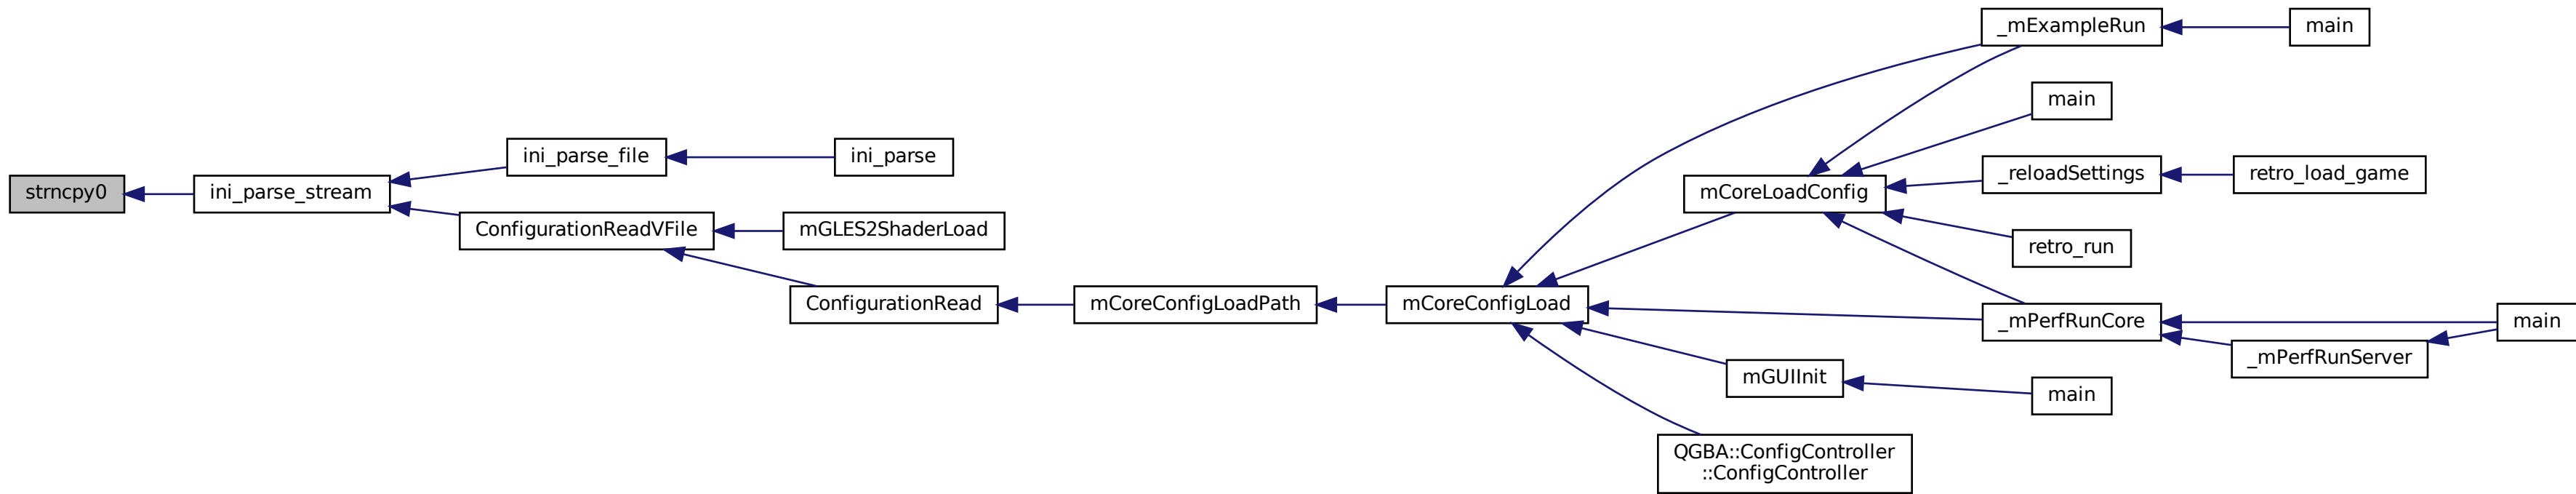 strncpy0
ini_parse_stream
ini_parse_file
ini_parse
ConfigurationReadVFile
mGLES2ShaderLoad
ConfigurationRead
mCoreConfigLoadPath
mCoreConfigLoad
_mExampleRun
main
mCoreLoadConfig
main
_reloadSettings
retro_load_game
retro_run
_mPerfRunCore
main
_mPerfRunServer
mGUIInit
main
QGBA::ConfigController
::ConfigController